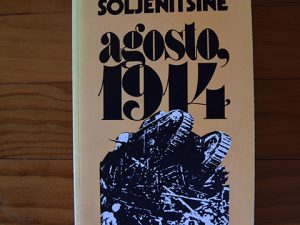 SOLJENITSINE
agosto,
1914